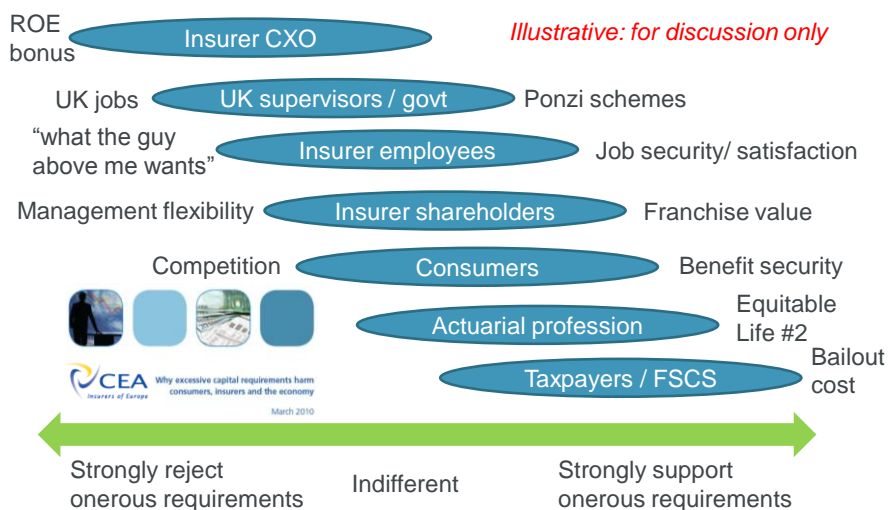 ROE
bonus
Insurer CXO
Illustrative: for discussion only
UK jobs
UK supervisors / govt
Ponzi schemes
“what the guy
above me wants”
Insurer employees
Job security/ satisfaction
Management flexibility
Insurer shareholders
Franchise value
Competition
Consumers
Benefit security
Actuarial profession
Equitable
Life #2
Taxpayers / FSCS
Bailout
cost
CEA
Insurers of Europe
Why excessive capital requirements harm
consumers, insurers and the economy
March 2010
Strongly reject
onerous requirements
Indifferent
Strongly support
onerous requirements